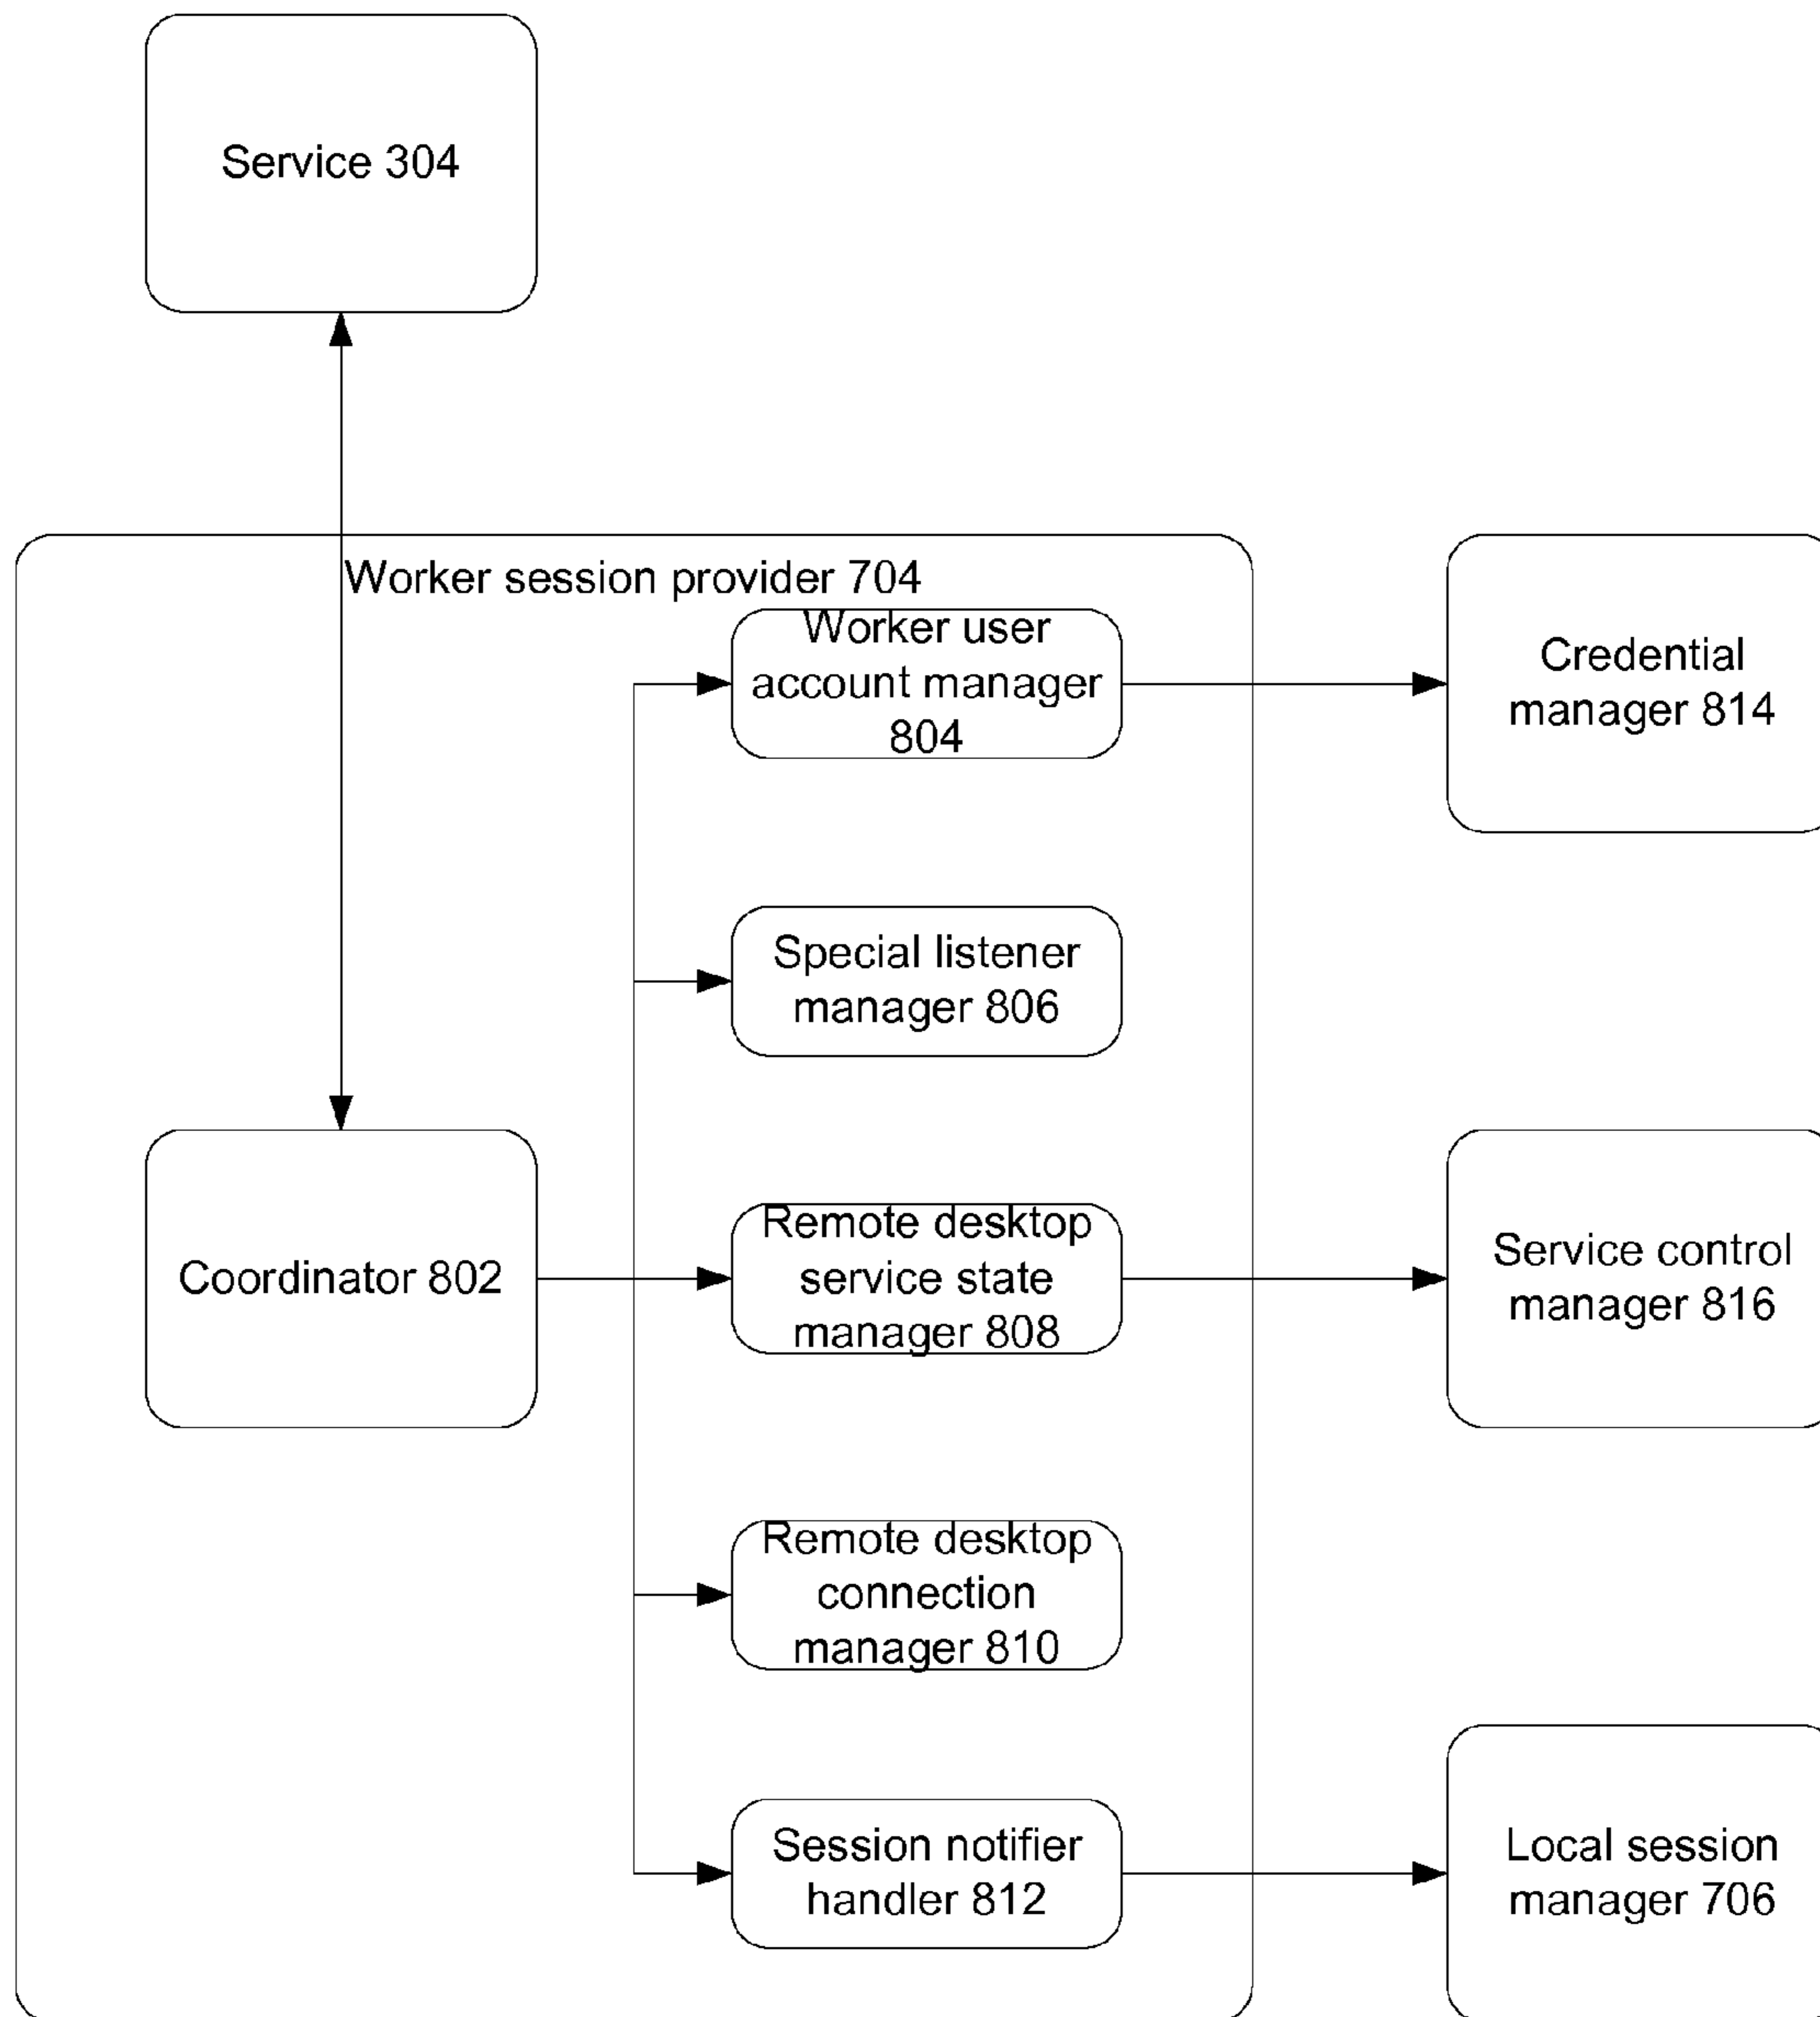 Service 304
Worker session provider 704
Worker user
account manager
804
Credential
manager 814
Special listener
manager 806
Coordinator 802
Remote desktop
service state
manager 808
Service control
manager 816
Remote desktop
connection
manager 810
Session notifier
handler 812
Local session
manager 706